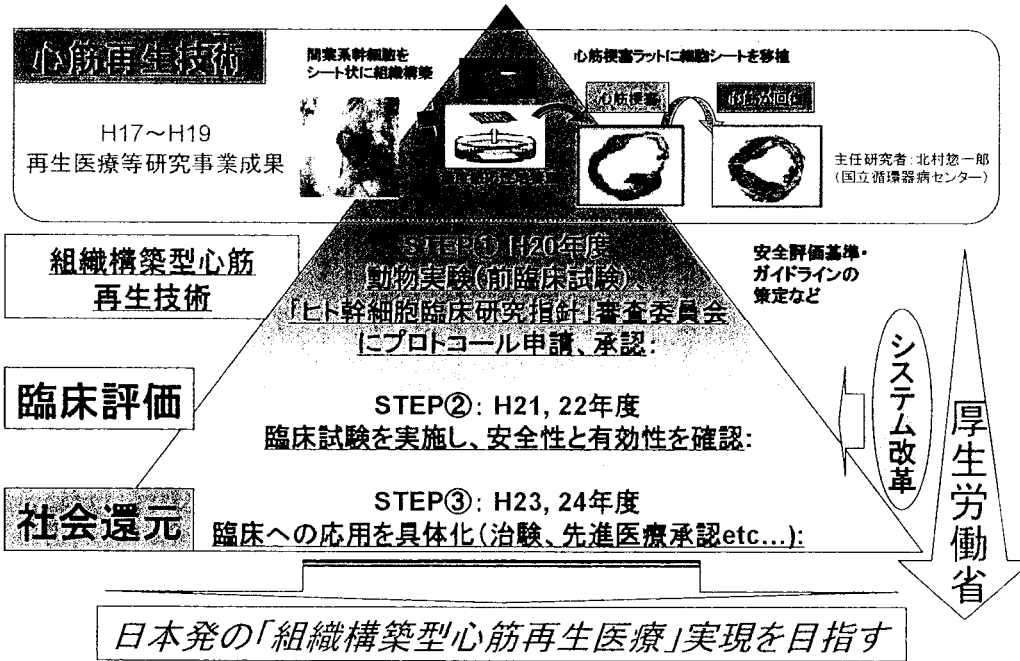 心筋再生技術
H17～H19
再生医療等研究事業成果
間葉系幹細胞を
シート状に組織構築
心筋梗塞ラットに細胞シートを移植
心筋梗塞
主任研究者:北村惣一郎
(国立循環器病センター)
組織構築型心筋
再生技術
STEP① H20年度
動物実験(前臨床試験)、
「ヒト幹細胞臨床研究指針」審査委員会
にプロトコール申請、承認:
安全評価基準・
ガイドラインの
策定など
臨床評価
STEP②: H21, 22年度
臨床試験を実施し、安全性と有効性を確認:
システム改革
厚生労働省
社会還元
STEP③: H23, 24年度
臨床への応用を具体化(治験、先進医療承認etc…):
日本発の「組織構築型心筋再生医療」実現を目指す